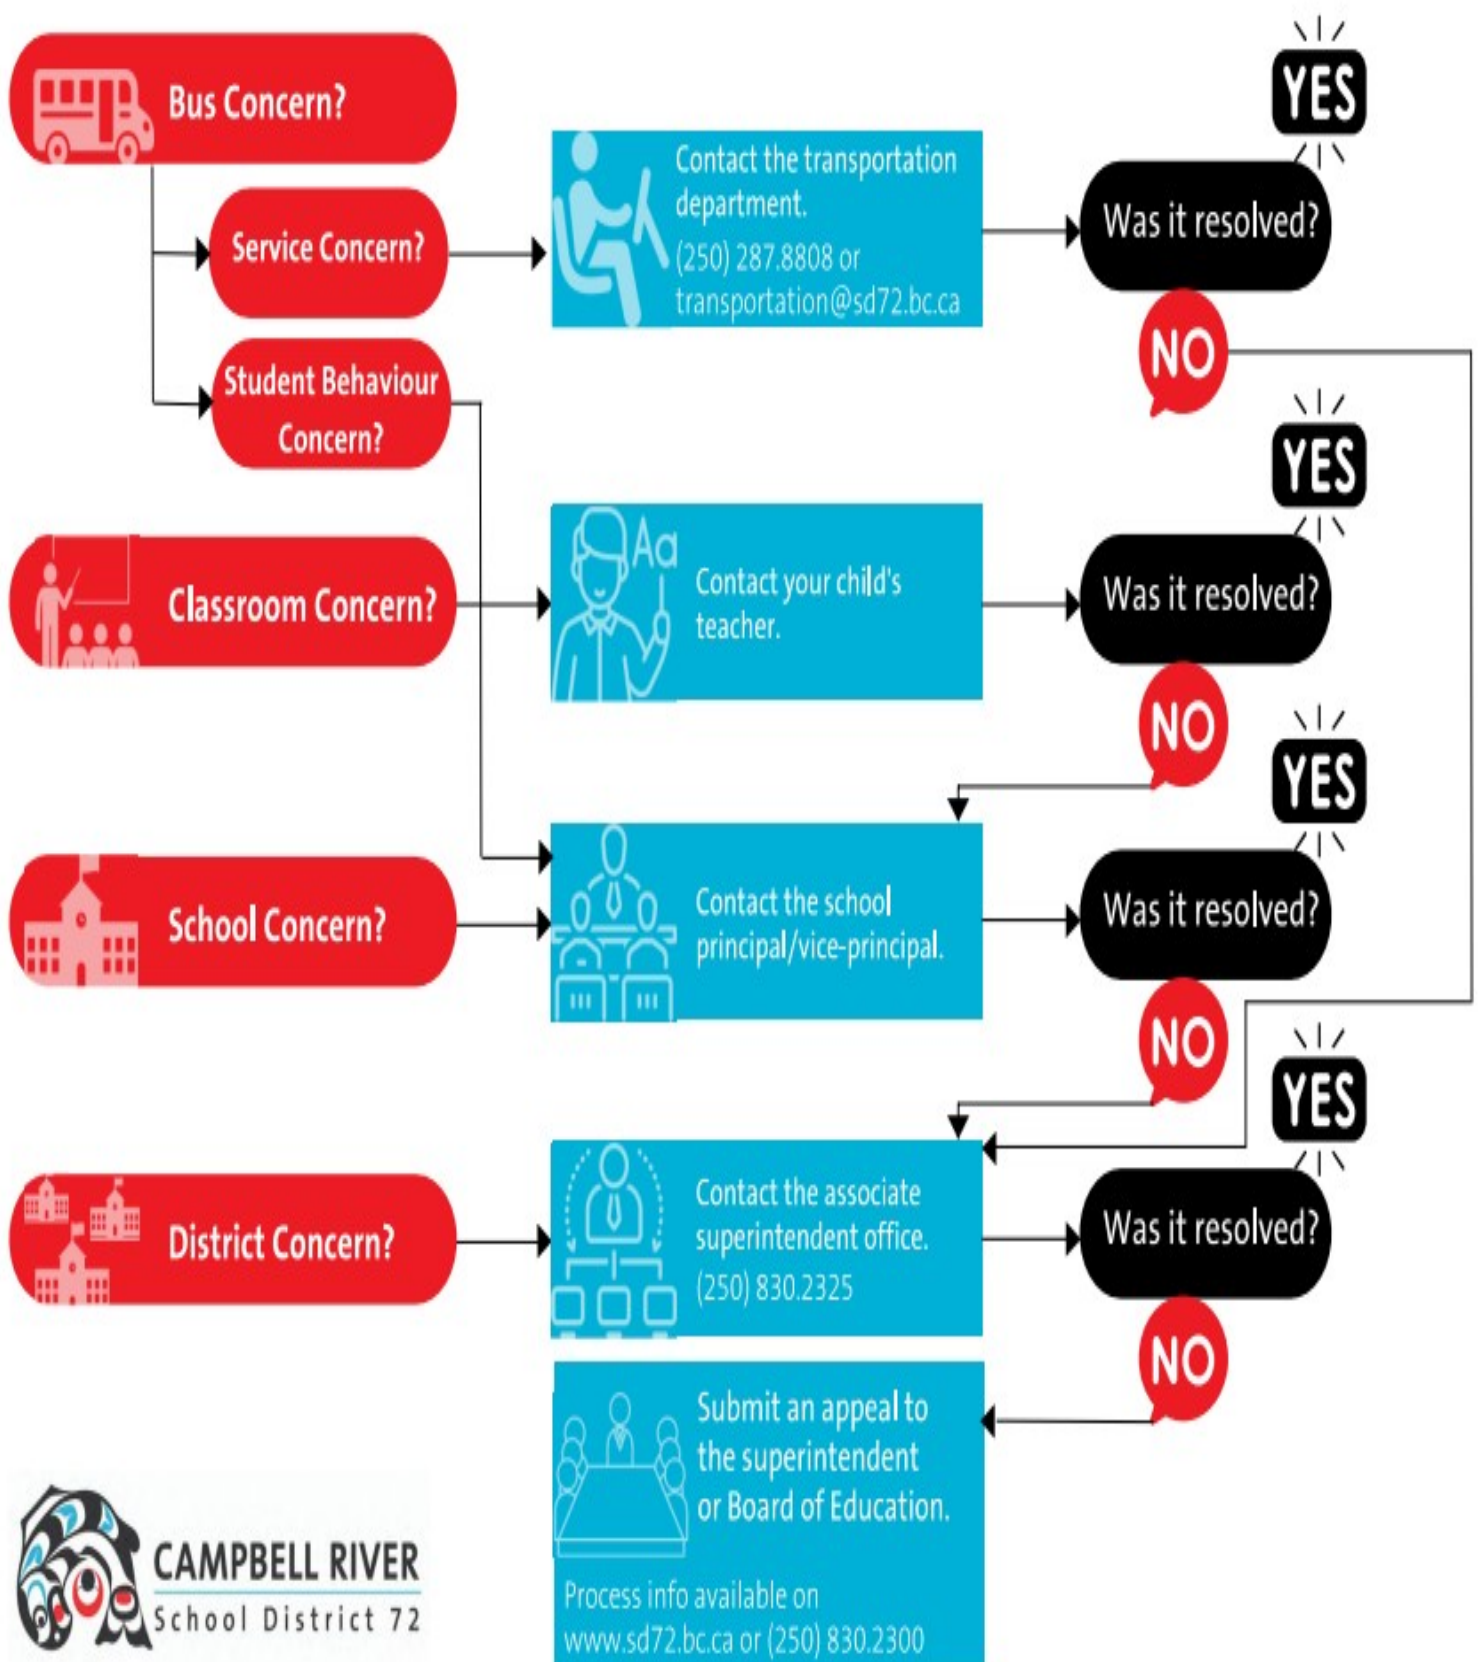 Bus Concern?
Service Concern?
Student Behaviour
Concern?
Contact the transportation
department.
(250) 287.8808 or
transportation@sd72.bc.ca
Was it resolved?
YES
NO
Classroom Concern?
Aa
Contact your child's
teacher.
Was it resolved?
YES
NO
School Concern?
Contact the school
principal/vice-principal.
Was it resolved?
YES
NO
District Concern?
Contact the associate
superintendent office.
(250) 830.2325
Was it resolved?
YES
NO
Submit an appeal to
the superintendent
or Board of Education.
Process info available on
www.sd72.bc.ca or (250) 830.2300
CAMPBELL RIVER
School District 72